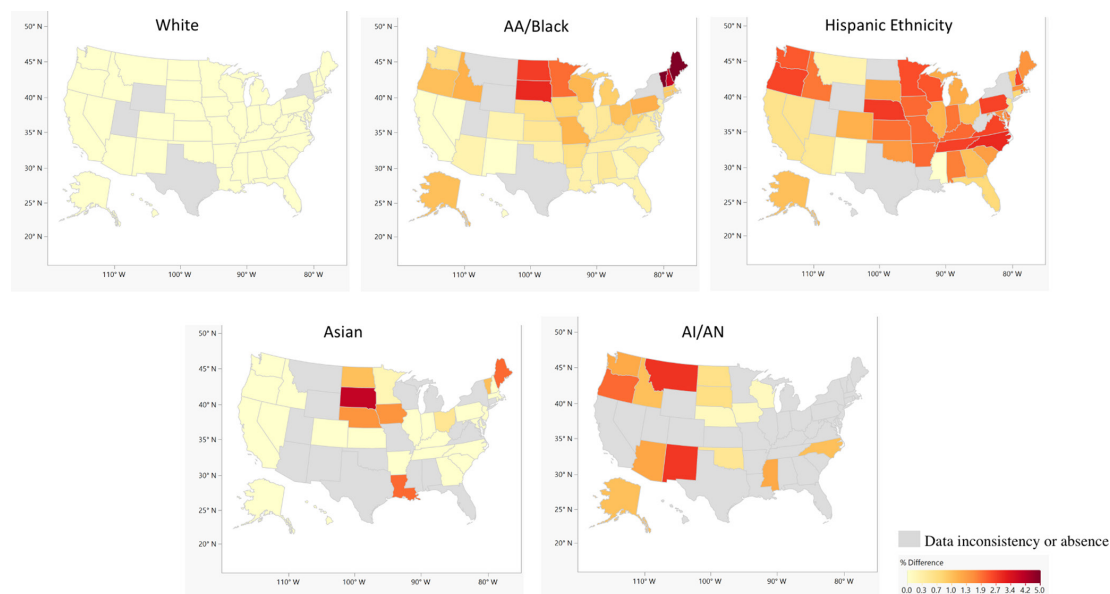 White
50° N
45° N
40° N
35° N
30° N
25° N
20° N
110° W
100° W
90° W
80° W
AA/Black
50° N
45° N
40° N
35° N
30° N
25° N
20° N
110° W
100° W
90° W
80° W
Hispanic Ethnicity
50° N
45° N
40° N
35° N
30° N
25° N
20° N
110° W
100° W
90° W
80° W
Asian
50° N
45° N
40° N
35° N
30° N
25° N
20° N
110° W
100° W
90° W
80° W
AI/AN
50° N
45° N
40° N
35° N
30° N
25° N
20° N
110° W
100° W
90° W
80° W
Data inconsistency or absence
% Difference
0.0 0.3 0.7 1.0 1.3 2.0 2.7 3.4 4.2 5.0